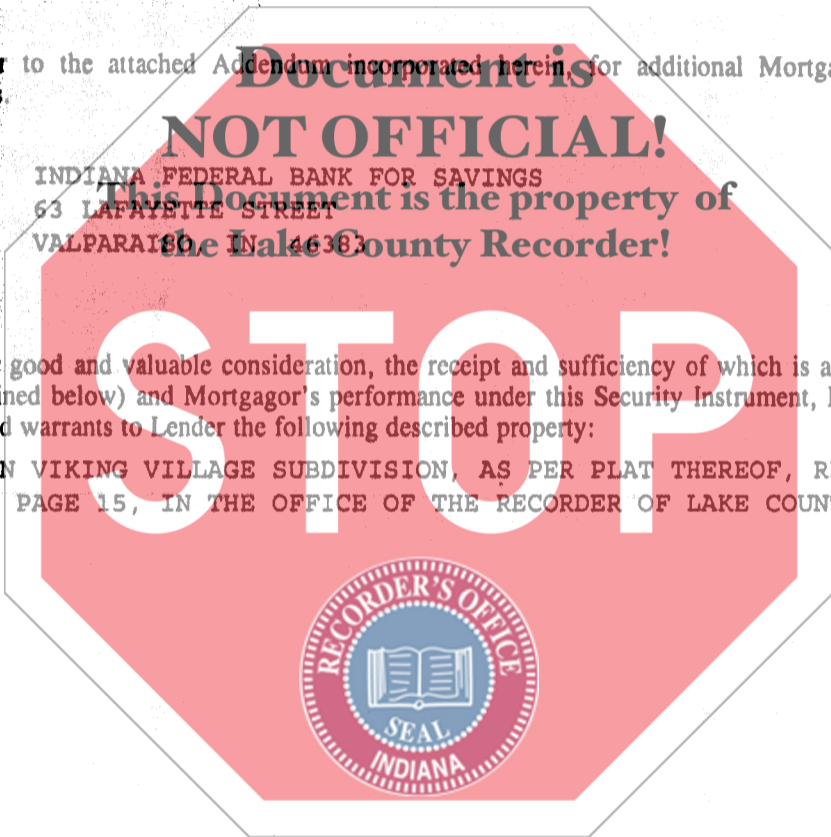 to the attached Addendum incorporated herein, for additional Mortga
Document is
NOT OFFICIAL!
INDIANA FEDERAL BANK FOR SAVINGS
This Document is the property of
63 LAFAYETTE STREET
the Lake County Recorder!
VALPARAISO, IN 46383
STOP
good and valuable consideration, the receipt and sufficiency of which is a
ined below) and Mortgagor's performance under this Security Instrument,
d warrants to Lender the following described property:
N VIKING VILLAGE SUBDIVISION, AS PER PLAT THEREOF, R
PAGE 15, IN THE OFFICE OF THE RECORDER OF LAKE COUN
RECORDER'S OFFICE
SEAL
INDIANA